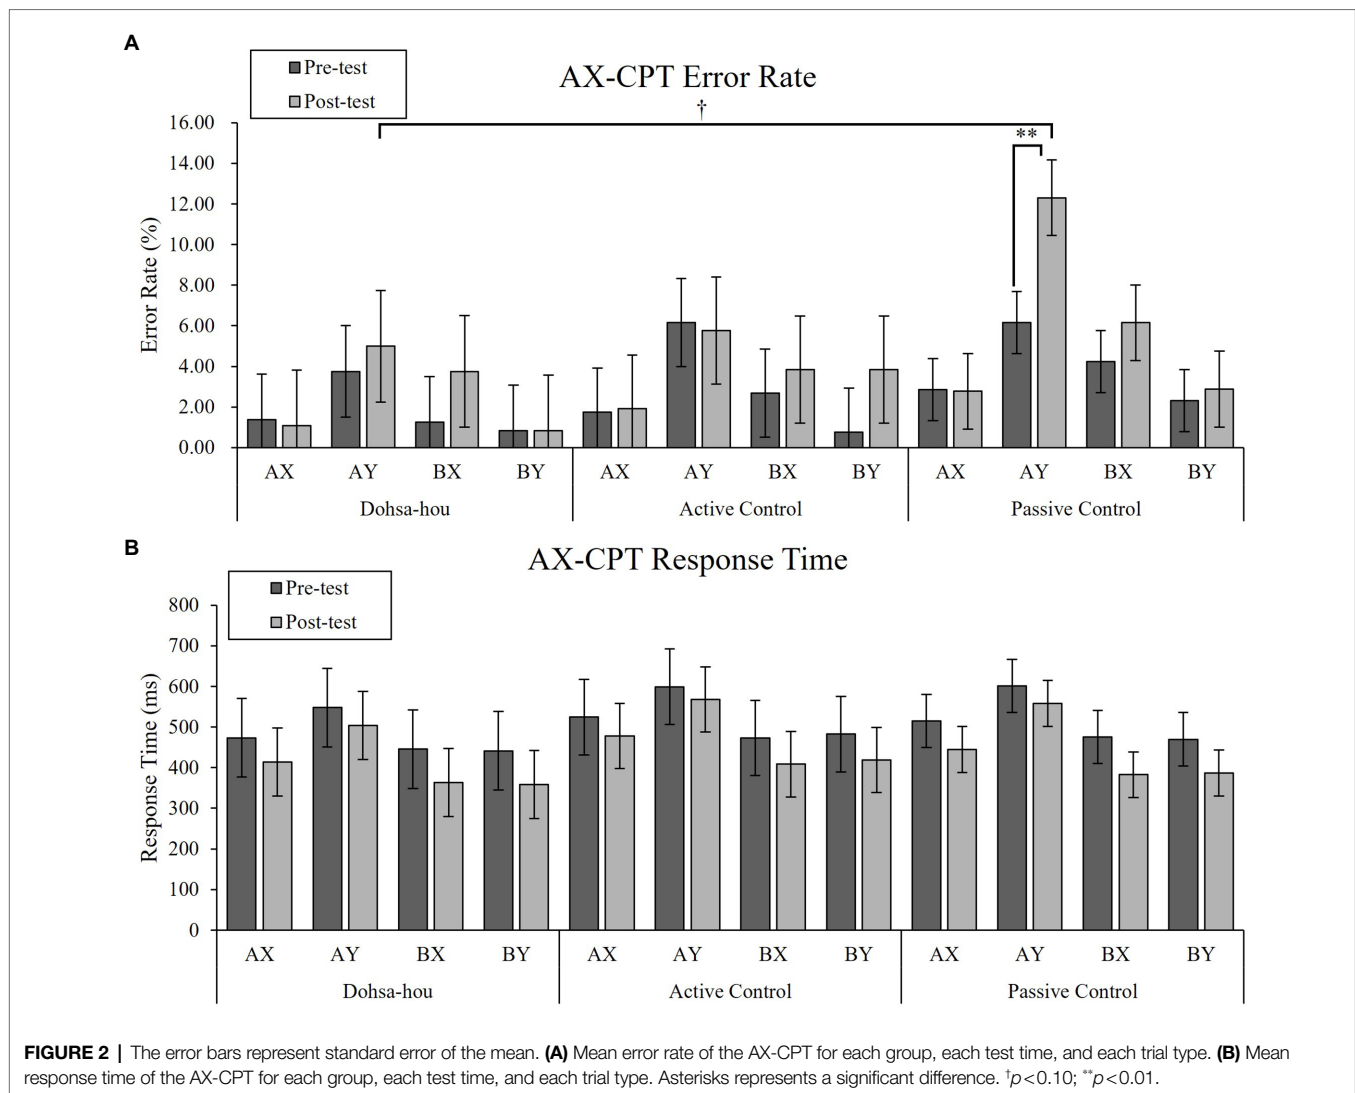 A
Pre-test
Post-test
AX-CPT Error Rate
†
**
16.00
14.00
12.00
10.00
8.00
6.00
4.00
2.00
0.00
Error Rate (%)
AX AY BX BY AX AY BX BY AX AY BX BY
Dohsa-hou Active Control Passive Control
B
AX-CPT Response Time
Pre-test
Post-test
800
700
600
500
400
300
200
100
0
Response Time (ms)
AX AY BX BY AX AY BX BY AX AY BX BY
Dohsa-hou Active Control Passive Control
FIGURE 2 | The error bars represent standard error of the mean. (A) Mean error rate of the AX-CPT for each group, each test time, and each trial type. (B) Mean
response time of the AX-CPT for each group, each test time, and each trial type. Asterisks represents a significant difference. †p<0.10; **p<0.01.